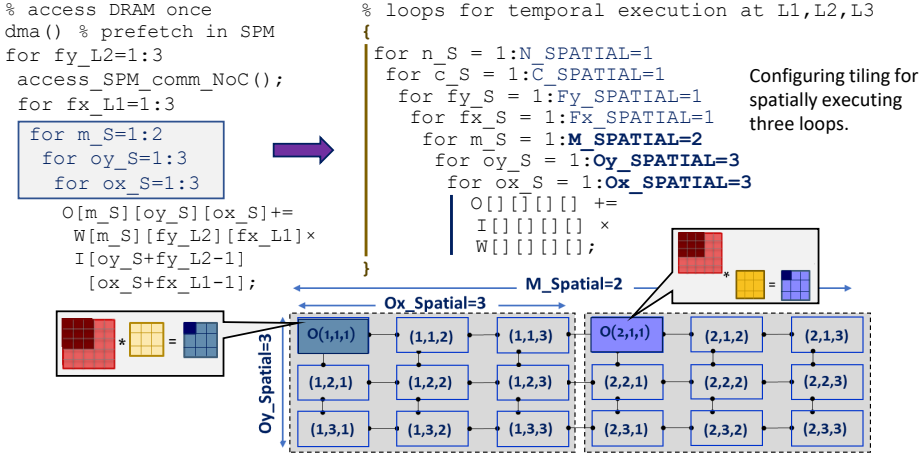 % access DRAM once
dma() % prefetch in SPM
for fy_L2=1:3
access_SPM_comm_NoC();
for fx_L1=1:3
for m_S=1:2
for oy_S=1:3
for ox_S=1:3
O[m_S][oy_S][ox_S]+=
W[m_S][fy_L2][fx_L1]×
I[oy_S+fy_L2-1]
[ox_S+fx_L1-1];
% loops for temporal execution at L1,L2,L3
{
for n_S = 1:N_SPATIAL=1
for c_S = 1:C_SPATIAL=1
for fy_S = 1:Fy_SPATIAL=1
for fx_S = 1:Fx_SPATIAL=1
for m_S = 1:M_SPATIAL=2
for oy_S = 1:Oy_SPATIAL=3
for ox_S = 1:Ox_SPATIAL=3
O[][][][] +=
I[][][][] ×
W[][][][];
}
Configuring tiling for
spatially executing
three loops.
* =
M_Spatial=2
Ox_Spatial=3
Oy_Spatial=3
* =
O(1,1,1) (1,1,2) (1,1,3) O(2,1,1) (2,1,2) (2,1,3)
(1,2,1) (1,2,2) (1,2,3) (2,2,1) (2,2,2) (2,2,3)
(1,3,1) (1,3,2) (1,3,3) (2,3,1) (2,3,2) (2,3,3)